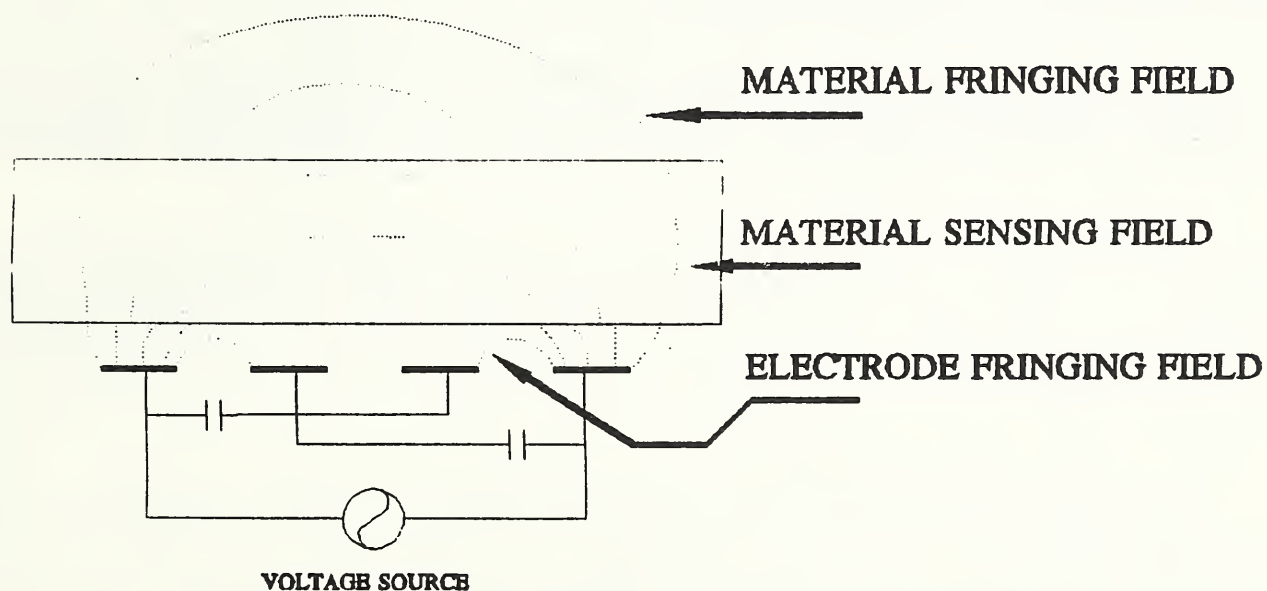 MATERIAL FRINGING FIELD
MATERIAL SENSING FIELD
ELECTRODE FRINGING FIELD
VOLTAGE SOURCE